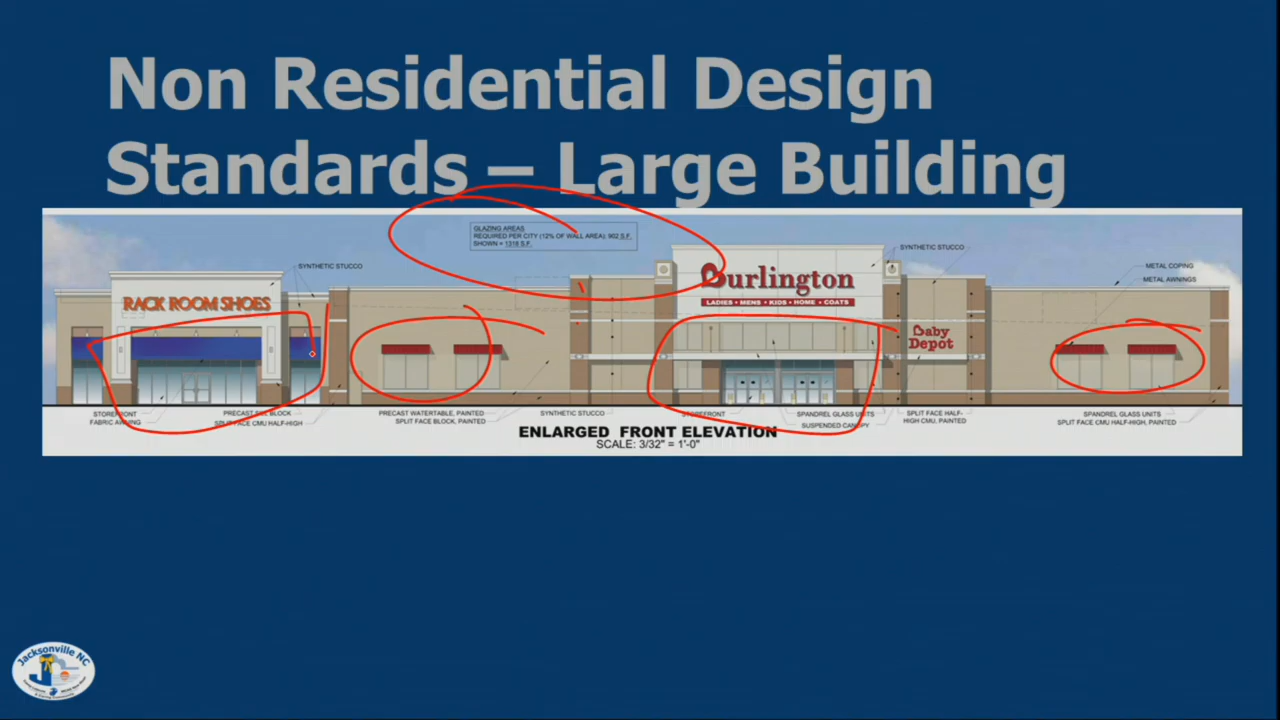 Non Residential Design
Standards – Large Building
GLAZING AREAS
REQUIRED PER CITY (12% OF WALL AREA): 902 S.F.
SHOWN = 1318 S.F.
SYNTHETIC STUCCO
SYNTHETIC STUCCO
METAL COPING
METAL AWNINGS
RACK ROOM SHOES
Burlington
LADIES • MENS • KIDS • HOME • COATS
Baby
Depot
STOREFRONT
FABRIC AWNING
PRECAST SILL BLOCK
SPLIT FACE CMU HALF-HIGH
PRECAST WATERTABLE, PAINTED
SPLIT FACE BLOCK, PAINTED
SYNTHETIC STUCCO
STOREFRONT
SPANDREL GLASS UNITS
SUSPENDED CANOPY
SPLIT FACE HALF-
HIGH CMU, PAINTED
SPANDREL GLASS UNITS
SPLIT FACE CMU HALF-HIGH, PAINTED
ENLARGED FRONT ELEVATION
SCALE: 3/32" = 1'-0"
Jacksonville NC